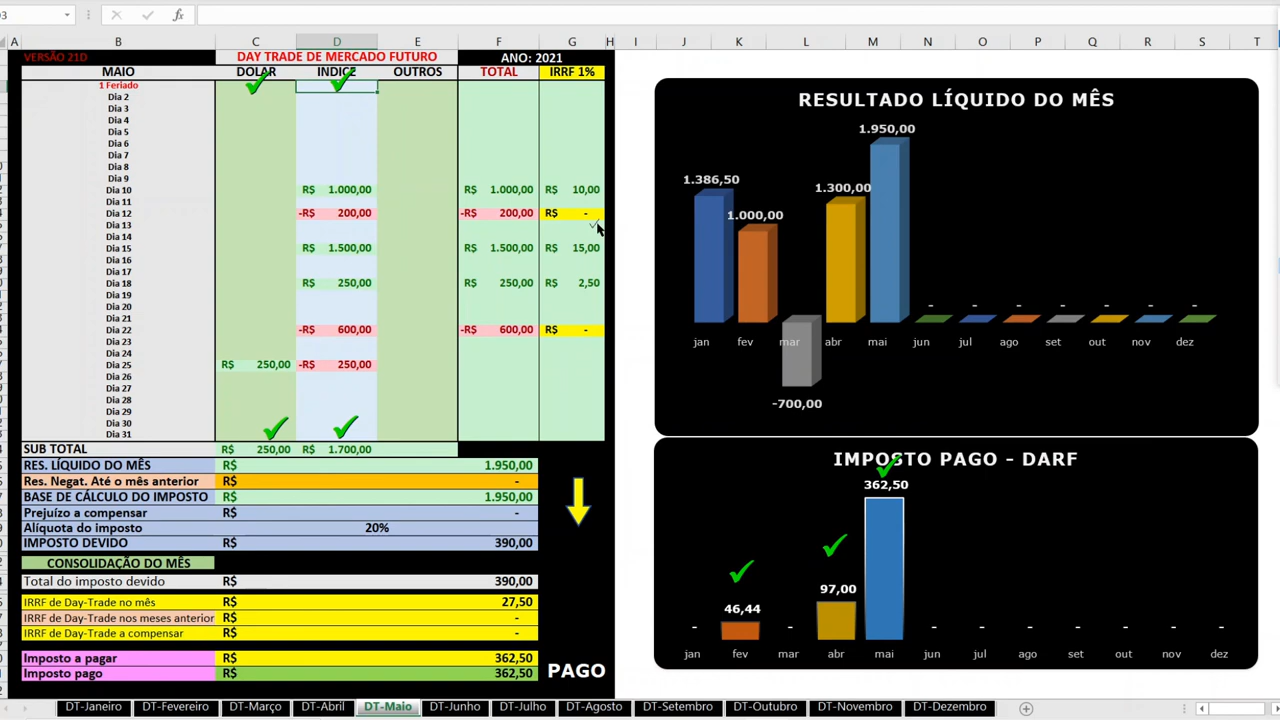 A B C D E F G H I J K L M N O P Q R S T
VERSÃO 21D DAY TRADE DE MERCADO FUTURO ANO: 2021
MAIO DOLAR INDICE OUTROS TOTAL IRRF 1%
1 Feriado
Dia 2
Dia 3
Dia 4
Dia 5
Dia 6
Dia 7
Dia 8
Dia 9
Dia 10 R$ 1.000,00 R$ 1.000,00 R$ 10,00
Dia 11
Dia 12 -R$ 200,00 -R$ 200,00 R$ -
Dia 13
Dia 14
Dia 15 R$ 1.500,00 R$ 1.500,00 R$ 15,00
Dia 16
Dia 17
Dia 18 R$ 250,00 R$ 250,00 R$ 2,50
Dia 19
Dia 20
Dia 21
Dia 22 -R$ 600,00 -R$ 600,00 R$ -
Dia 23
Dia 24
Dia 25 R$ 250,00 -R$ 250,00
Dia 26
Dia 27
Dia 28
Dia 29
Dia 30
Dia 31
SUB TOTAL R$ 250,00 R$ 1.700,00
RES. LÍQUIDO DO MÊS R$ 1.950,00
Res. Negat. Até o mês anterior R$ -
BASE DE CÁLCULO DO IMPOSTO R$ 1.950,00
Prejuízo a compensar R$ -
Alíquota do imposto 20%
IMPOSTO DEVIDO R$ 390,00
CONSOLIDAÇÃO DO MÊS
Total do imposto devido R$ 390,00
IRRF de Day-Trade no mês R$ 27,50
IRRF de Day-Trade nos meses anterior R$ -
IRRF de Day-Trade a compensar R$ -
Imposto a pagar R$ 362,50
Imposto pago R$ 362,50
PAGO
RESULTADO LÍQUIDO DO MÊS
1.386,50 1.000,00 -700,00 1.300,00 1.950,00 - - - - - - -
jan fev mar abr mai jun jul ago set out nov dez
IMPOSTO PAGO - DARF
- 46,44 - 97,00 362,50 - - - - - - -
jan fev mar abr mai jun jul ago set out nov dez
DT-Janeiro DT-Fevereiro DT-Março DT-Abril DT-Maio DT-Junho DT-Julho DT-Agosto DT-Setembro DT-Outubro DT-Novembro DT-Dezembro